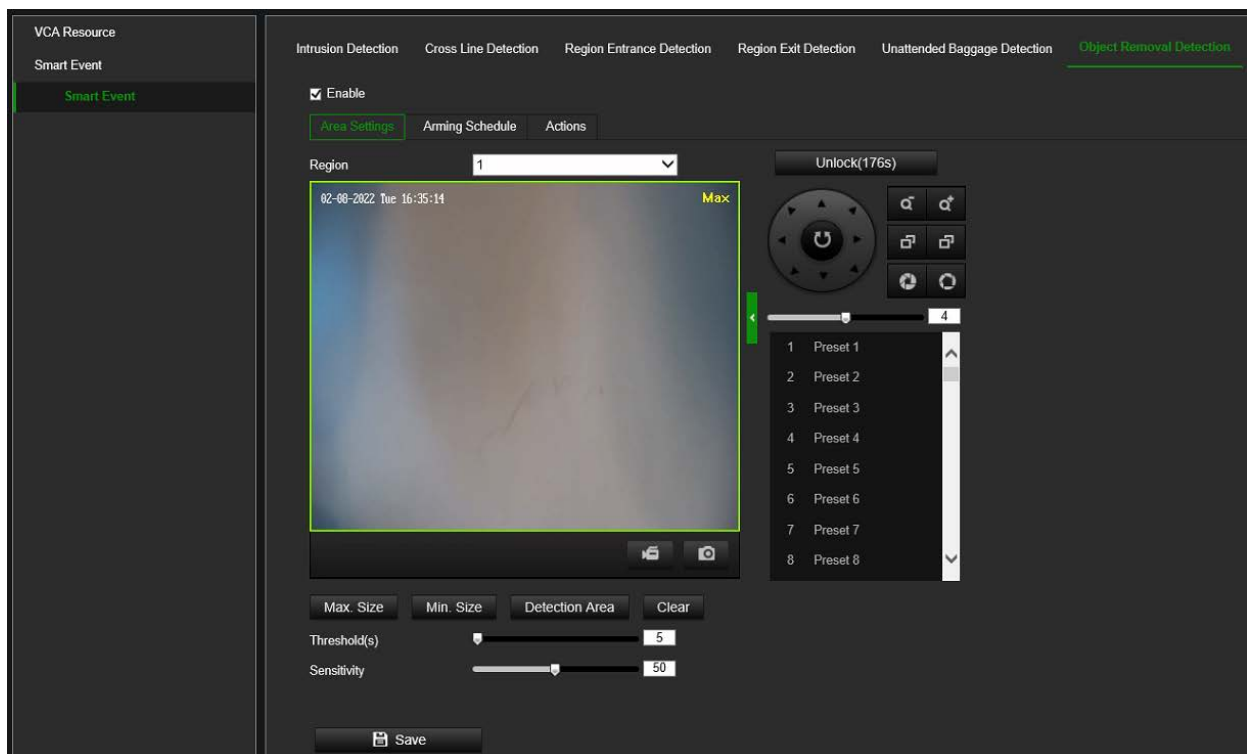 VCA Resource
Smart Event
Smart Event
Intrusion Detection Cross Line Detection Region Entrance Detection Region Exit Detection Unattended Baggage Detection Object Removal Detection
Enable
Area Settings Arming Schedule Actions
Region 1
Unlock(176s)
02-08-2022 Tue 16:35:14 Max
4
1 Preset 1
2 Preset 2
3 Preset 3
4 Preset 4
5 Preset 5
6 Preset 6
7 Preset 7
8 Preset 8
Max. Size Min. Size Detection Area Clear
Threshold(s) 5
Sensitivity 50
Save